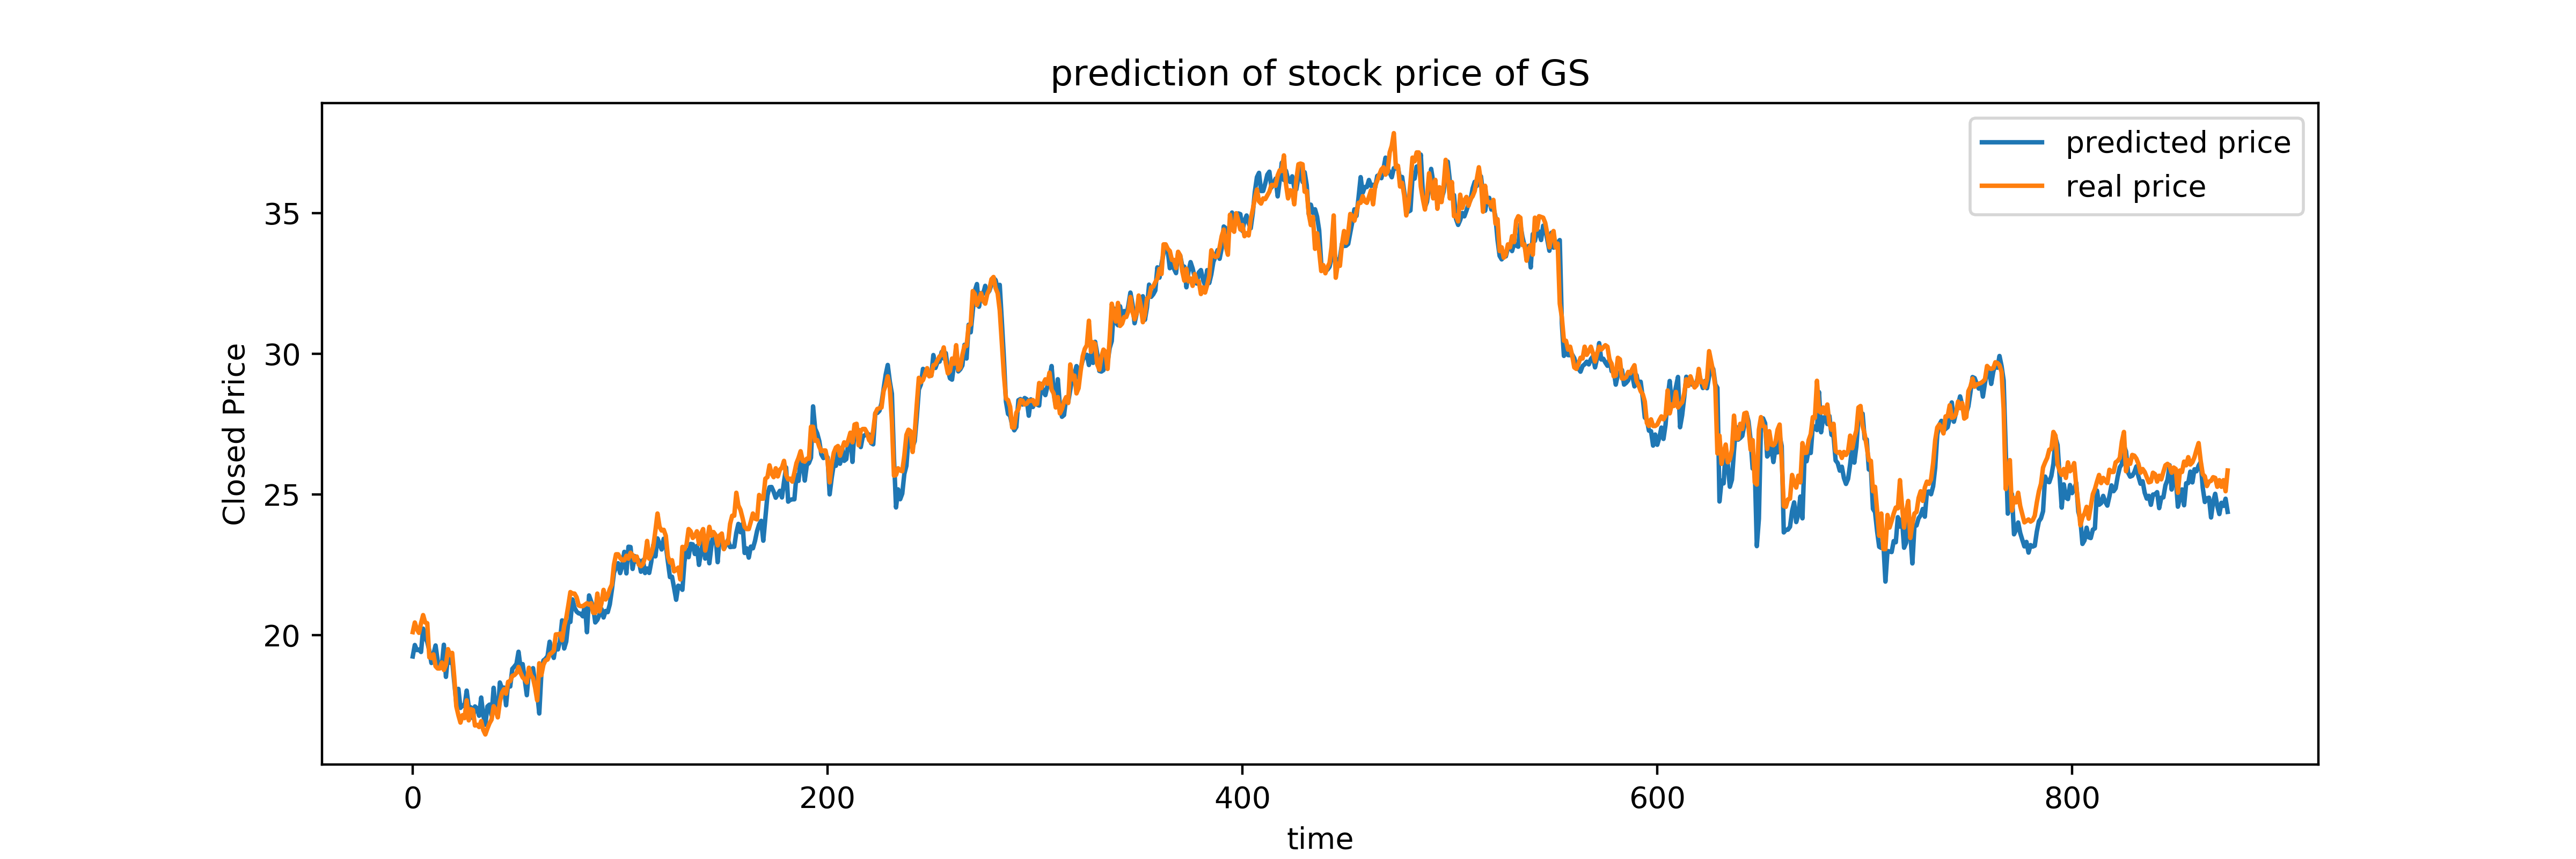 prediction of stock price of GS
predicted price
real price
Closed Price
35
30
25
20
0 200 400 600 800
time